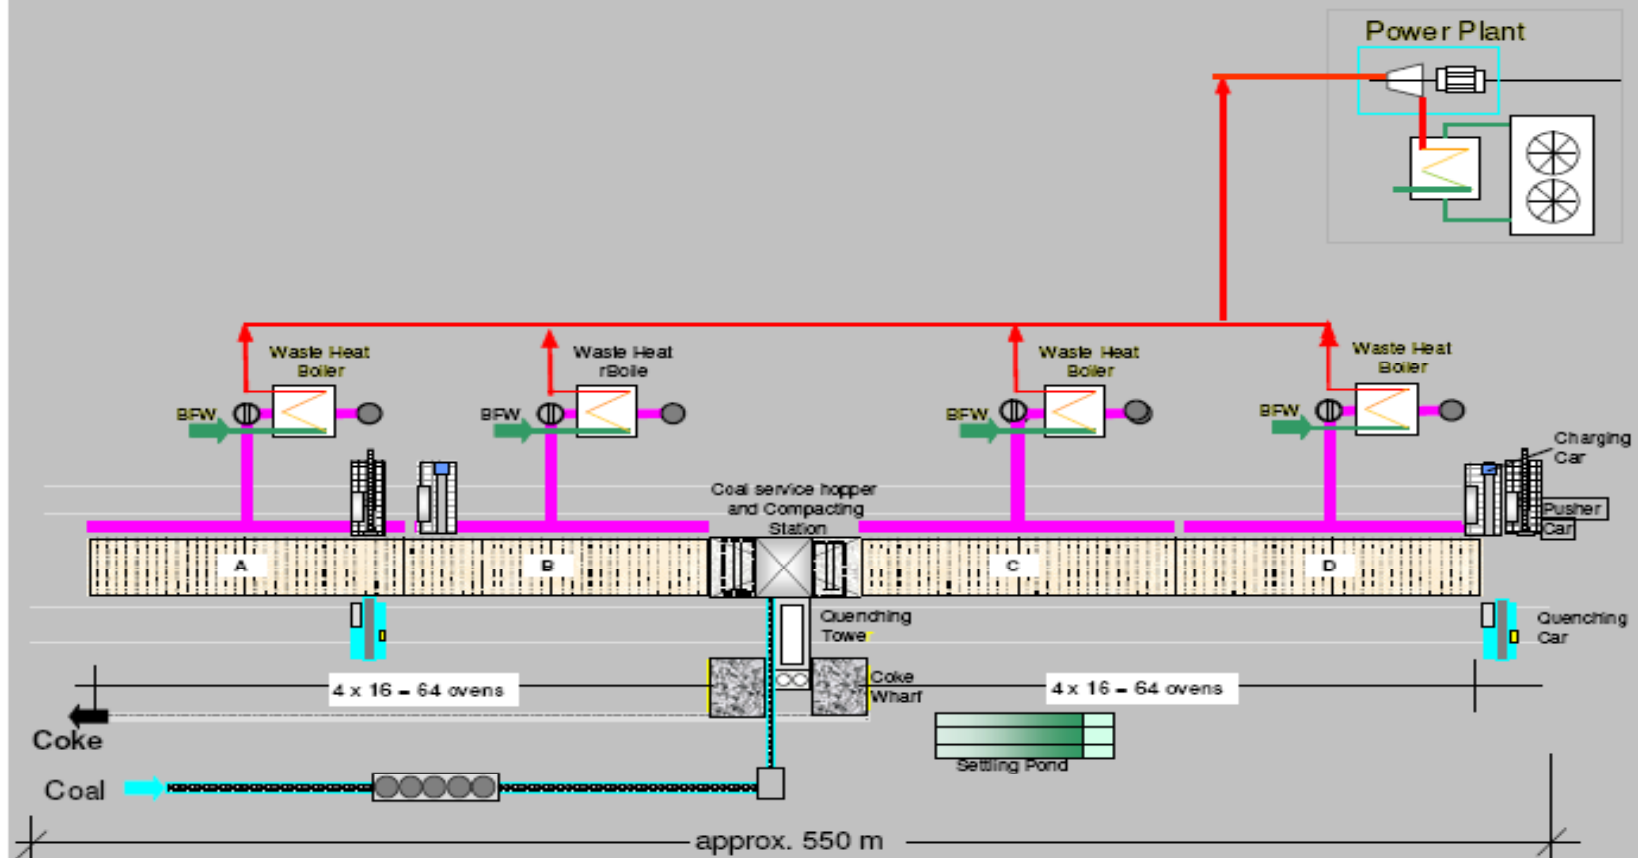 Power Plant
Waste Heat
Boiler
Waste Heat
rBoile
Waste Heat
Boiler
Waste Heat
Boiler
BFW
BFW
BFW
BFW
Charging
Car
Pusher
Car
Coal service hopper
and Compacting
Station
A
B
C
D
Quenching
Tower
Quenching
Car
4 x 16 = 64 ovens
Coke
Wharf
4 x 16 = 64 ovens
Coke
Settling Pond
Coal
approx. 550 m